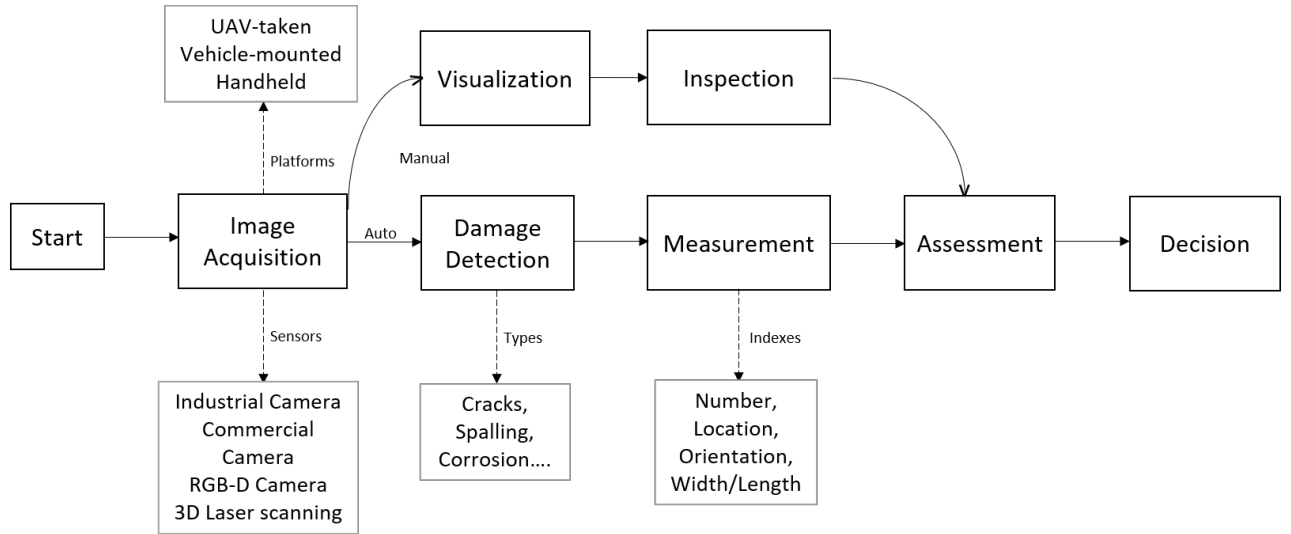 UAV-taken
Vehicle-mounted
Handheld
Visualization
Inspection
Platforms
Manual
Start
Image
Acquisition
Auto
Damage
Detection
Measurement
Assessment
Decision
Sensors
Types
Indexes
Industrial Camera
Commercial
Camera
RGB-D Camera
3D Laser scanning
Cracks,
Spalling,
Corrosion....
Number,
Location,
Orientation,
Width/Length